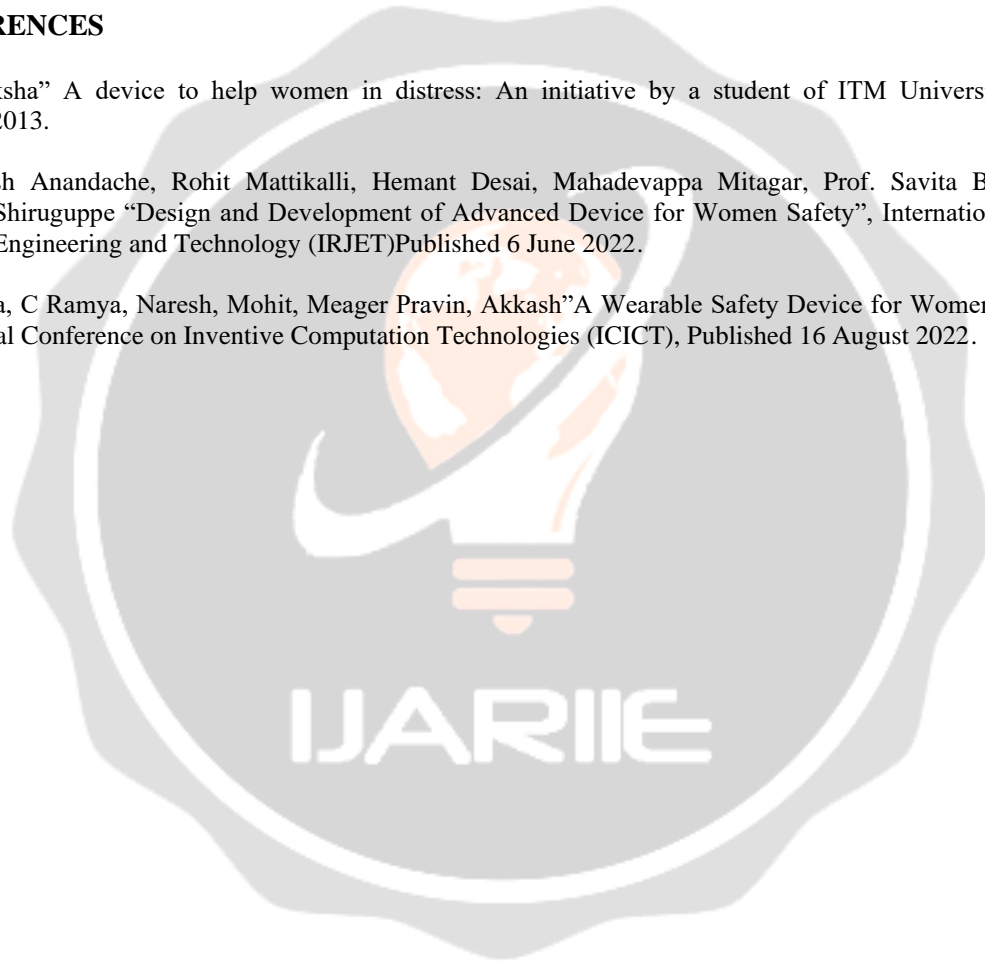 RENCES
ksha” A device to help women in distress: An initiative by a student of ITM Univers
2013.
sh Anandache, Rohit Mattikalli, Hemant Desai, Mahadevappa Mitagar, Prof. Savita B
Shiruguppe “Design and Development of Advanced Device for Women Safety”, Internatio
Engineering and Technology (IRJET)Published 6 June 2022.
a, C Ramya, Naresh, Mohit, Meager Pravin, Akkash”A Wearable Safety Device for Women
al Conference on Inventive Computation Technologies (ICICT), Published 16 August 2022.
IJARIIE